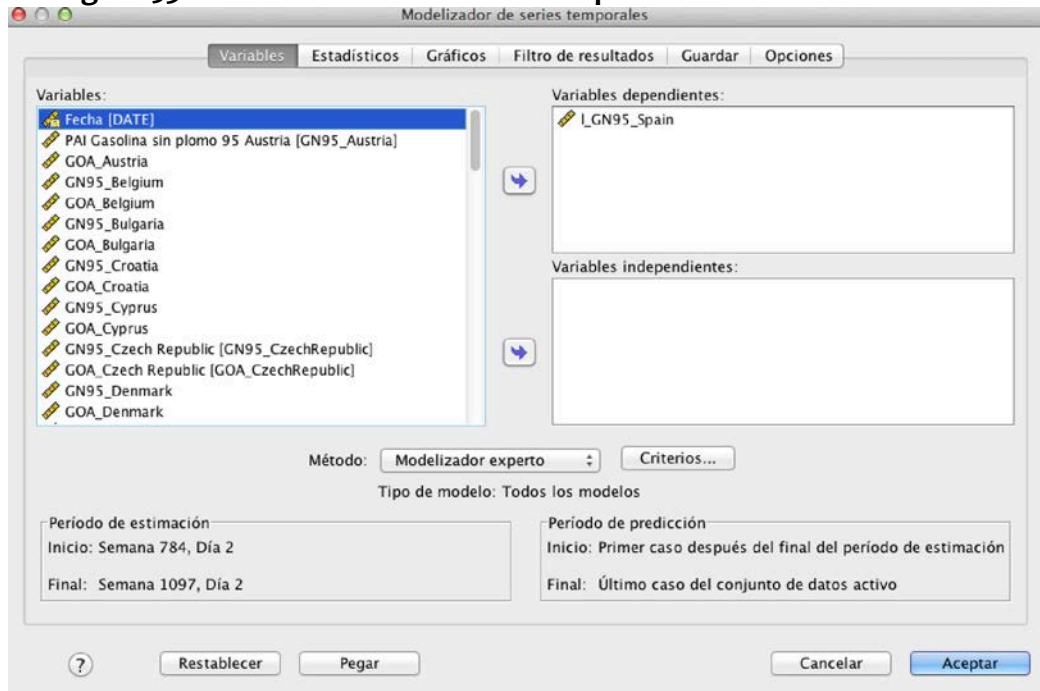 Modelizador de series temporales
Variables Estadísticos Gráficos Filtro de resultados Guardar Opciones
Variables:
Fecha [DATE]
PAI Gasolina sin plomo 95 Austria [GN95_Austria]
GOA_Austria
GN95_Belgium
GOA_Belgium
GN95_Bulgaria
GOA_Bulgaria
GN95_Croatia
GOA_Croatia
GN95_Cyprus
GOA_Cyprus
GN95_Czech Republic [GN95_CzechRepublic]
GOA_Czech Republic [GOA_CzechRepublic]
GN95_Denmark
GOA_Denmark
Variables dependientes:
l_GN95_Spain
Variables independientes:
Método: Modelizador experto Criterios...
Tipo de modelo: Todos los modelos
Período de estimación
Inicio: Semana 784, Día 2
Final: Semana 1097, Día 2
Período de predicción
Inicio: Primer caso después del final del período de estimación
Final: Último caso del conjunto de datos activo
? Restablecer Pegar Cancelar Aceptar